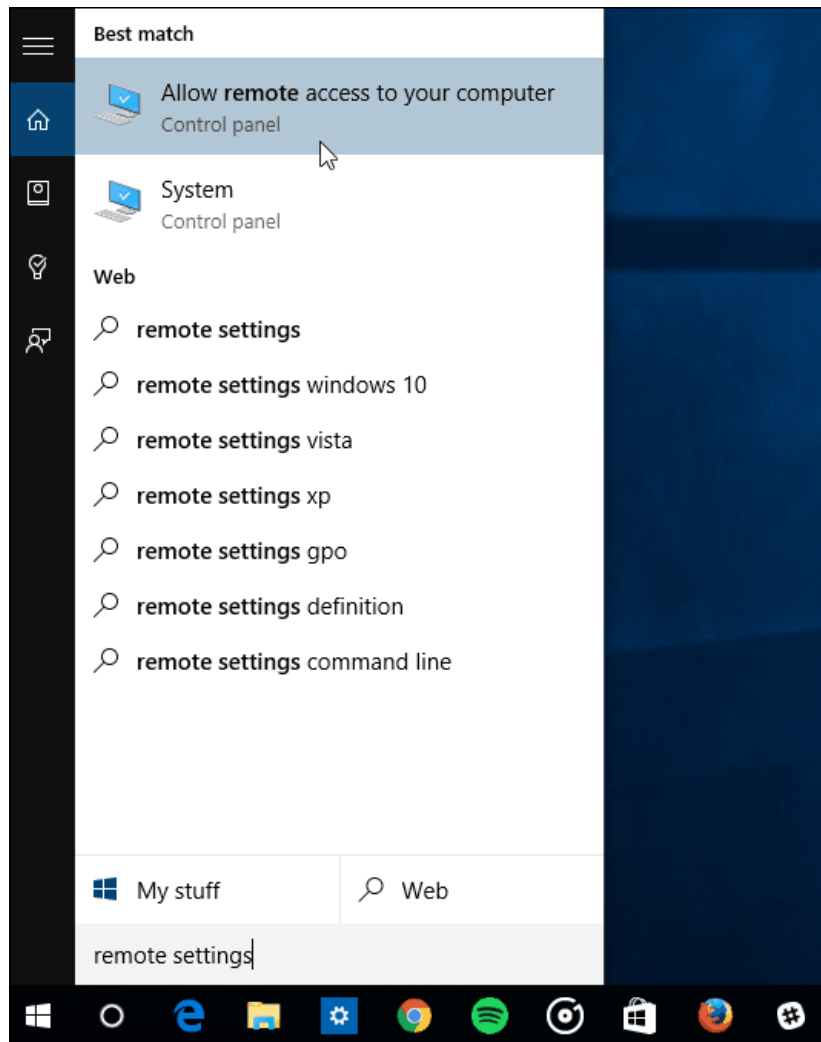 Best match
Allow remote access to your computer
Control panel
System
Control panel
Web
remote settings
remote settings windows 10
remote settings vista
remote settings xp
remote settings gpo
remote settings definition
remote settings command line
My stuff
Web
remote settings